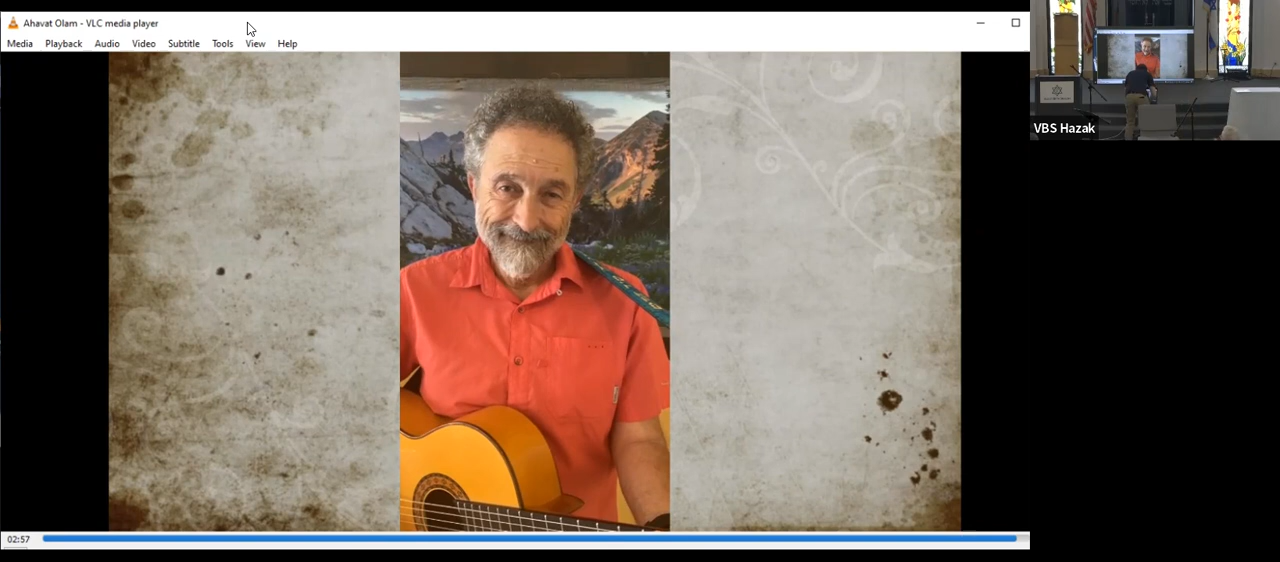 Ahavat Olam - VLC media player
Media Playback Audio Video Subtitle Tools View Help
VBS Hazak
02:57